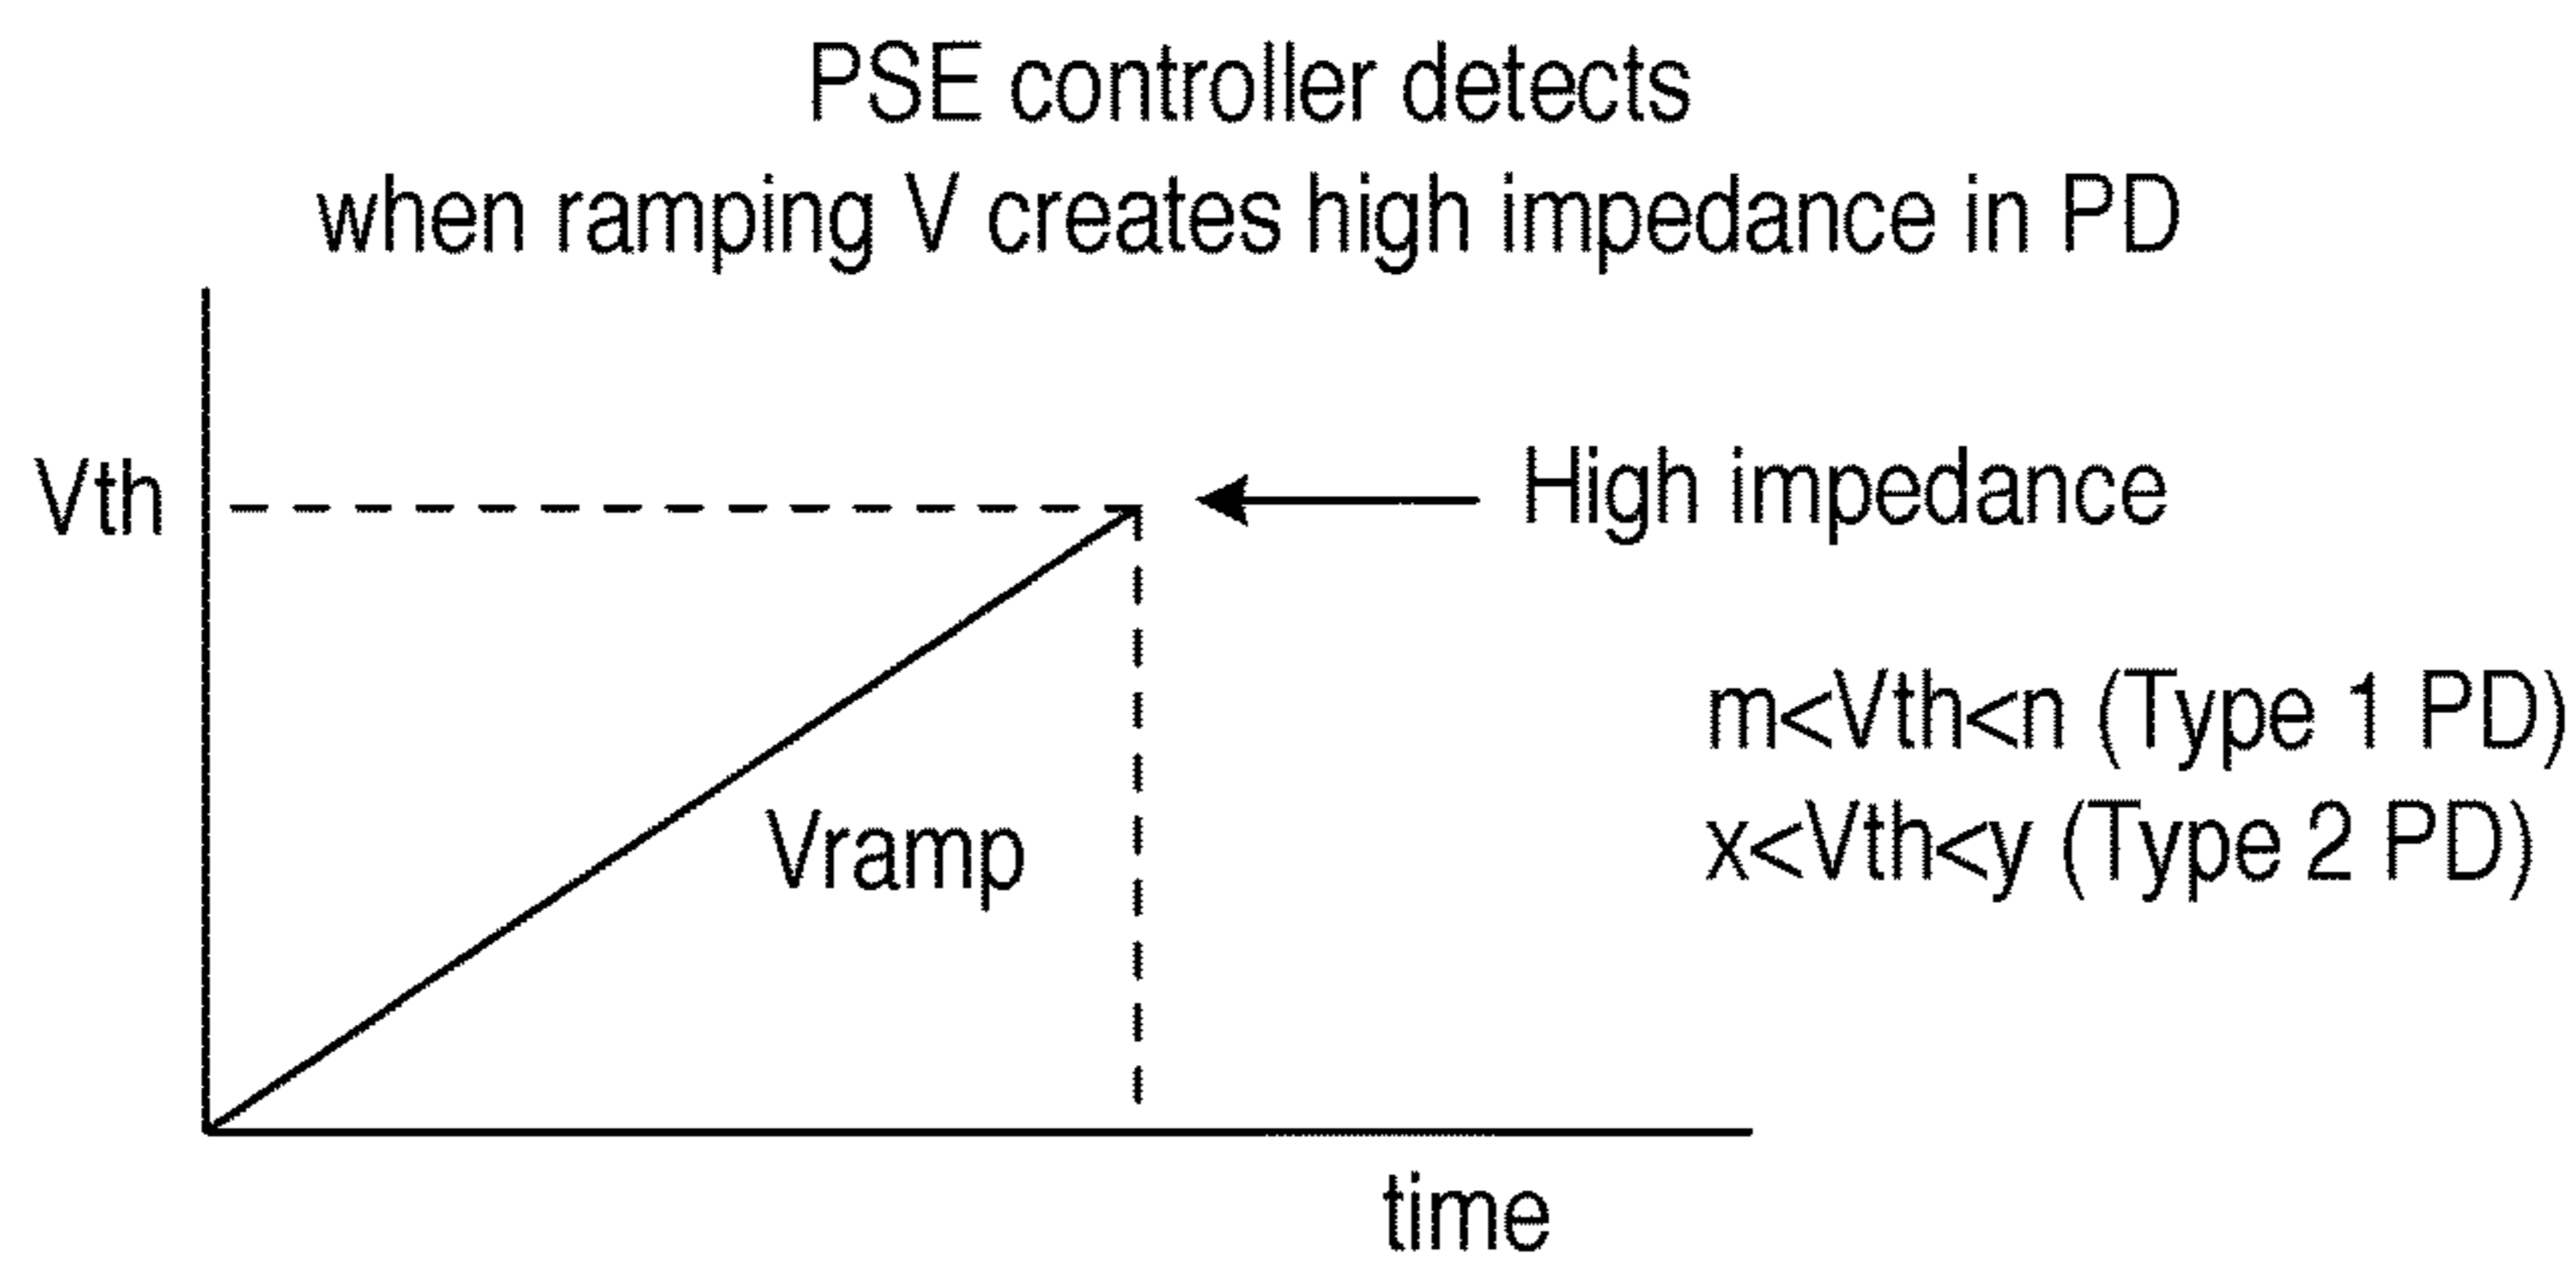 PSE controller detects
when ramping V creates high impedance in PD
Vth
High impedance
m<Vth<n (Type 1 PD)
x<Vth<y (Type 2 PD)
Vramp
time